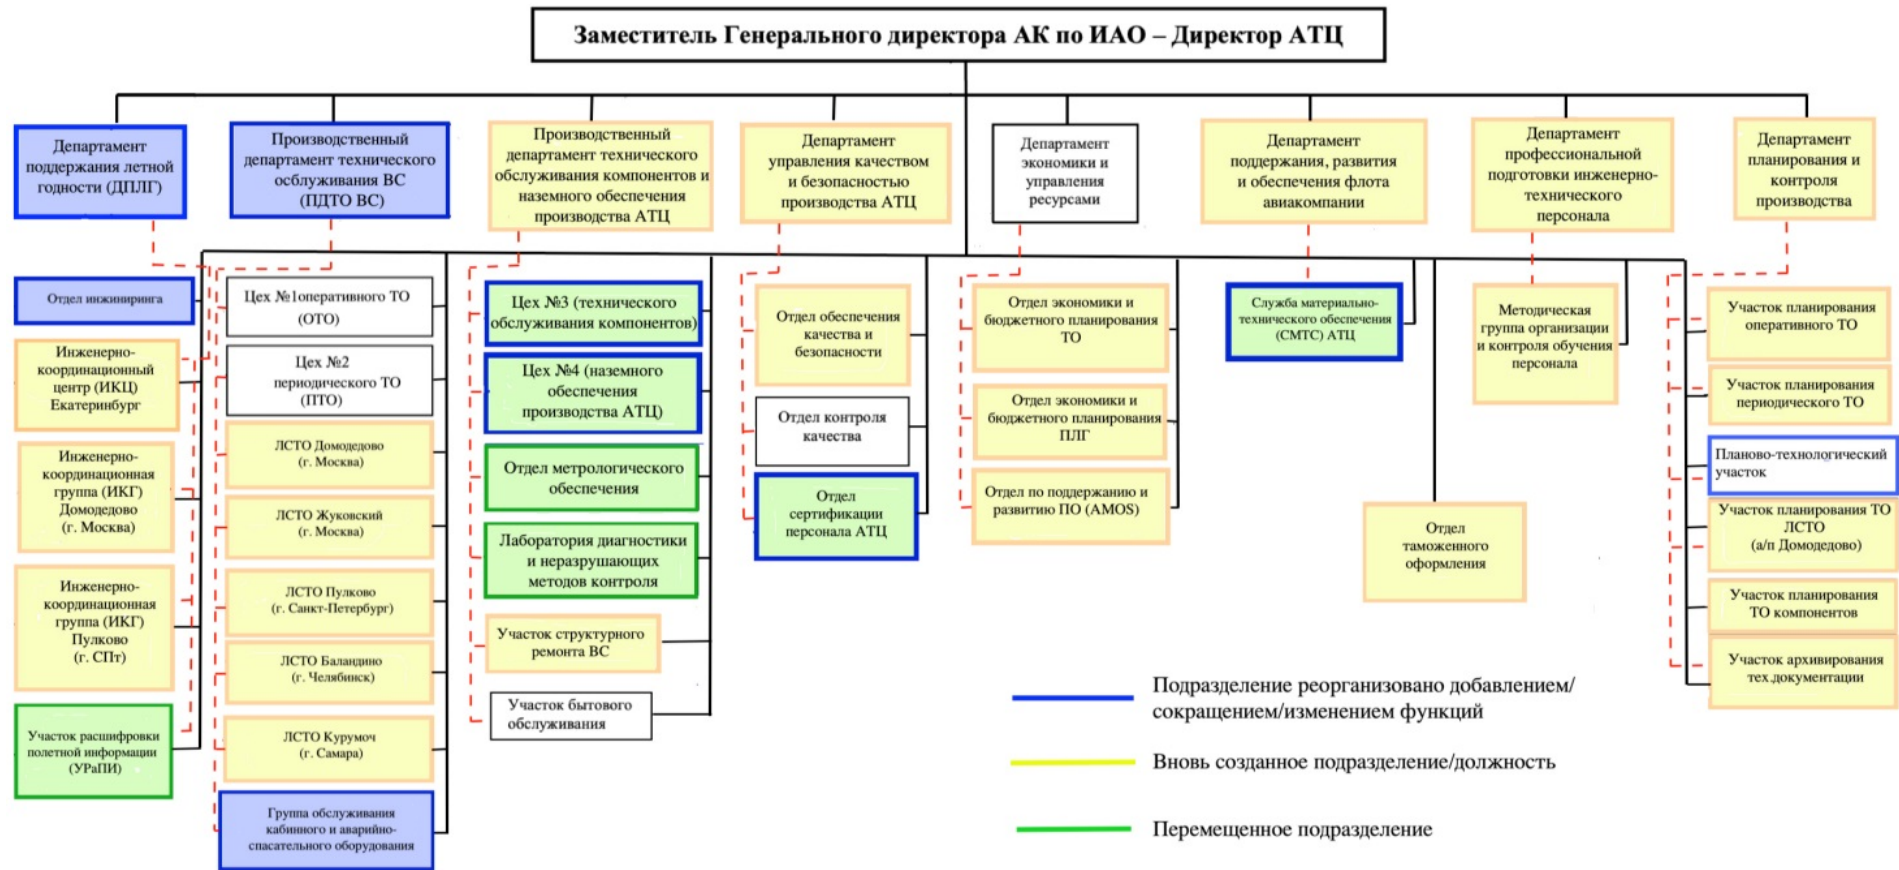 Заместитель Генерального директора АК по ИАО – Директор АТЦ
Департамент
поддержания летной
годности (ДПЛГ)
Производственный
департамент технического
осблуживания ВС
(ПДТО ВС)
Производственный
департамент технического
обслуживания компонентов и
наземного обеспечения
производства АТЦ
Департамент
управления качеством
и безопасностью
производства АТЦ
Департамент
экономики и
управления
ресурсами
Департамент
поддержания, развития
и обеспечения флота
авиакомпании
Департамент
профессиональной
подготовки инженерно-
технического
персонала
Департамент
планирования и
контроля
производства
Отдел инжиниринга
Инженерно-
координационный
центр (ИКЦ)
Екатеринбург
Инженерно-
координационная
группа (ИКГ)
Домодедово
(г. Москва)
Инженерно-
координационная
группа (ИКГ)
Пулково
(г. СПт)
Участок расшифровки
полетной информации
(УРаПИ)
Цех №1оперативного ТО
(ОТО)
Цех №2
периодического ТО
(ПТО)
ЛСТО Домодедово
(г. Москва)
ЛСТО Жуковский
(г. Москва)
ЛСТО Пулково
(г. Санкт-Петербург)
ЛСТО Баландино
(г. Челябинск)
ЛСТО Курумоч
(г. Самара)
Группа обслуживания
кабинного и аварийно-
спасательного оборудования
Цех №3 (технического
обслуживания компонентов)
Цех №4 (наземного
обеспечения
производства АТЦ)
Отдел метрологического
обеспечения
Лаборатория диагностики
и неразрушающих
методов контроля
Участок структурного
ремонта ВС
Участок бытового
обслуживания
Отдел обеспечения
качества и
безопасности
Отдел контроля
качества
Отдел
сертификации
персонала АТЦ
Отдел экономики и
бюджетного планирования
ТО
Отдел экономики и
бюджетного планирования
ПЛГ
Отдел по поддержанию и
развитию ПО (AMOS)
Служба материально-
технического обеспечения
(СМТС) АТЦ
Отдел
таможенного
оформления
Методическая
группа организации
и контроля обучения
персонала
Участок планирования
оперативного ТО
Участок планирования
периодического ТО
Планово-технологический
участок
Участок планирования ТО
ЛСТО
(а/п Домодедово)
Участок планирования
ТО компонентов
Участок архивирования
тех.документации
Подразделение реорганизовано добавлением/
сокращением/изменением функций
Вновь созданное подразделение/должность
Перемещенное подразделение